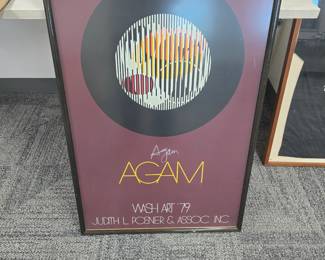 Agam
AGAM
WASH ART '79
JUDITH L. POSNER & ASSOC. INC.